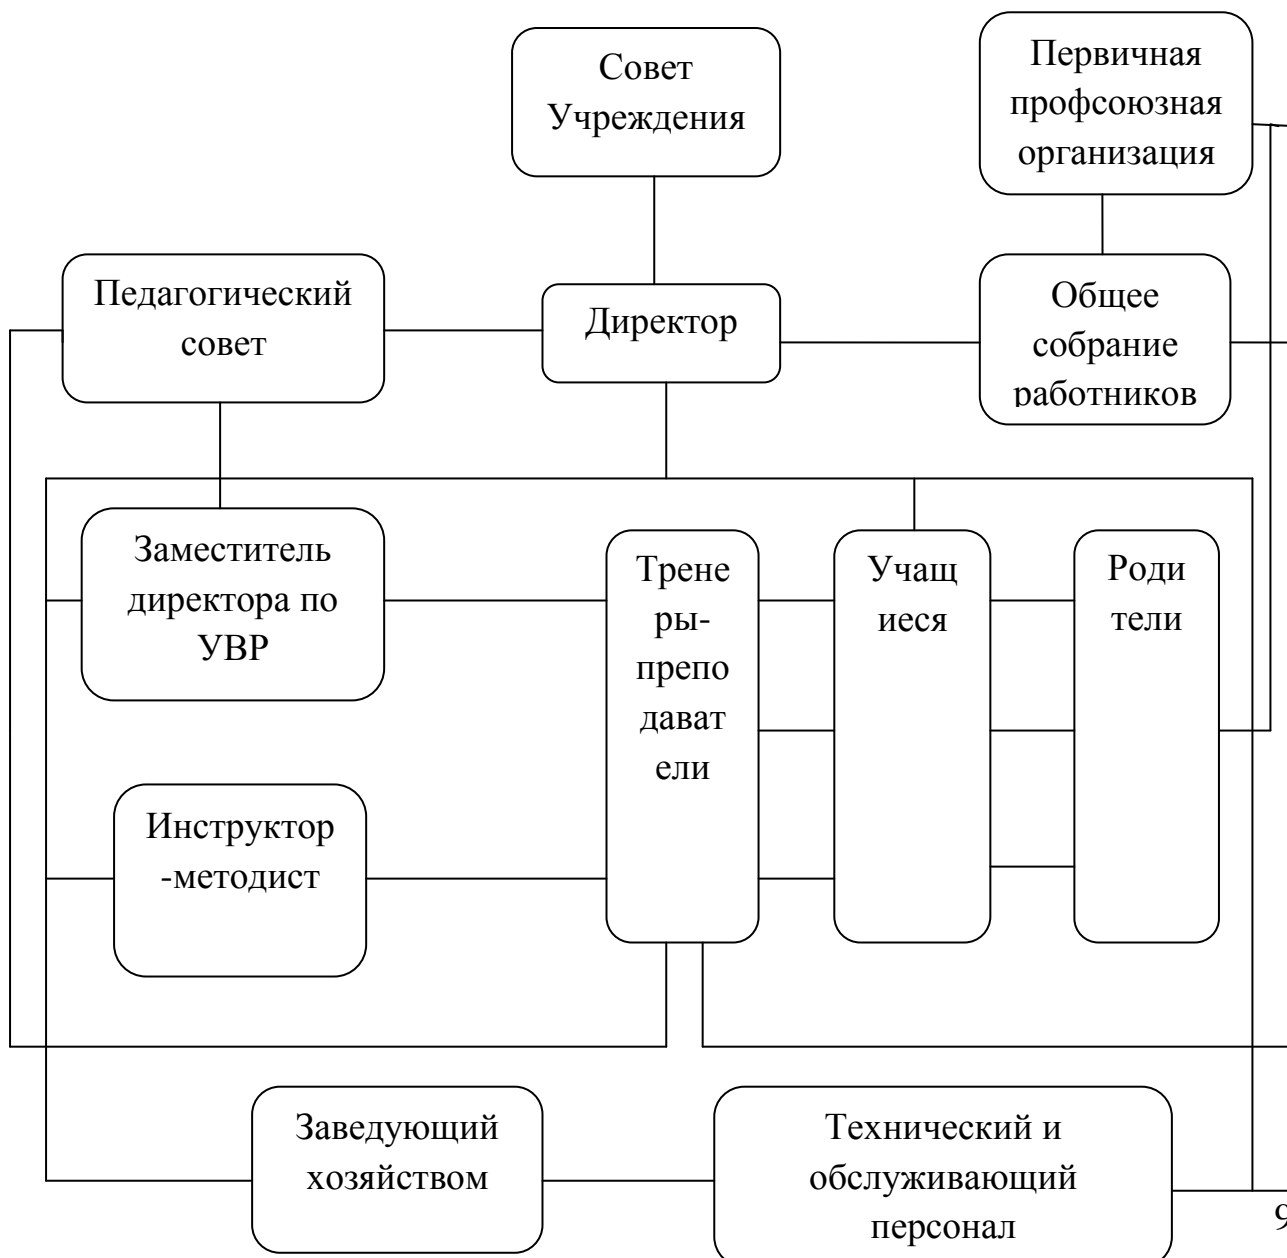 Совет
Учреждения
Первичная
профсоюзная
организация
Педагогический
совет
Директор
Общее
собрание
работников
Заместитель
директора по
УВР
Трене
ры-
препо
дават
ели
Учащ
иеся
Роди
тели
Инструктор
-методист
Заведующий
хозяйством
Технический и
обслуживающий
персонал
9